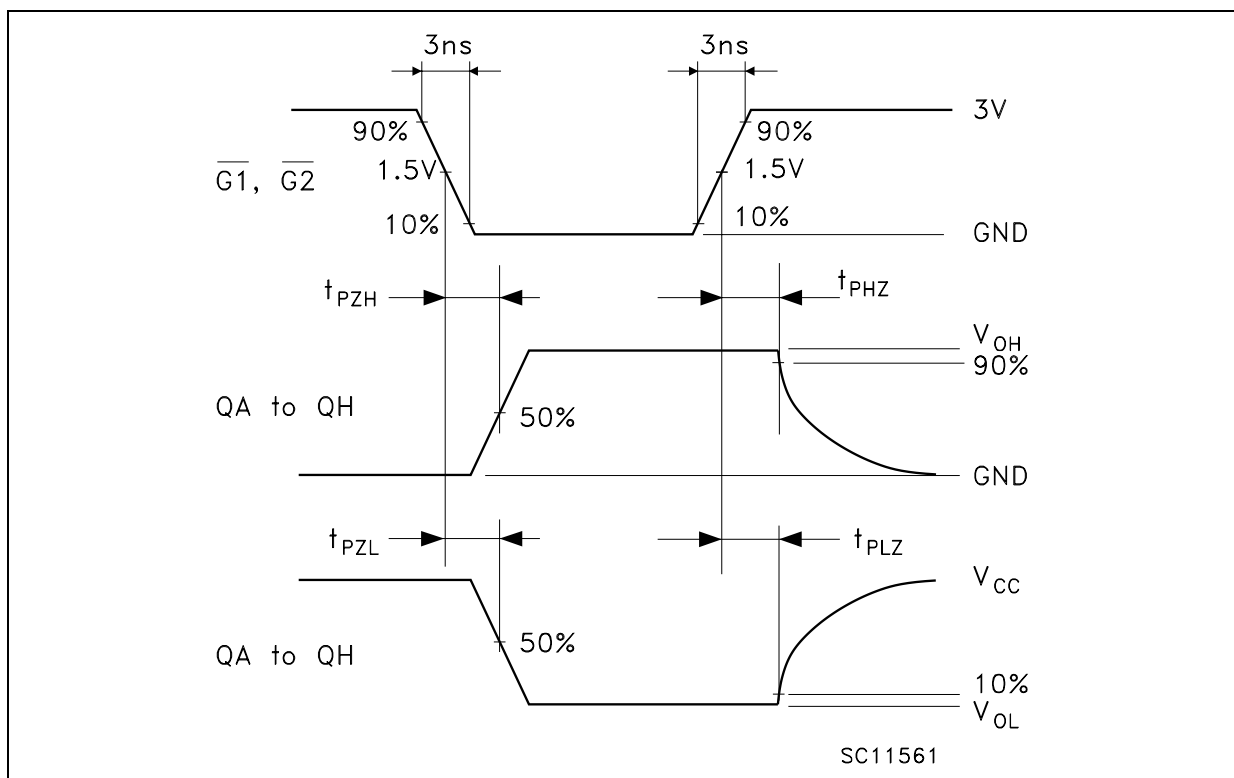 3ns 3ns
3V
90% 90%
1.5V 1.5V
G1, G2
10% 10%
GND
tPZH tPHZ
VOH
90%
QA to QH
50%
GND
tPZL tPLZ
VCC
50%
QA to QH
10%
VOL
SC11561